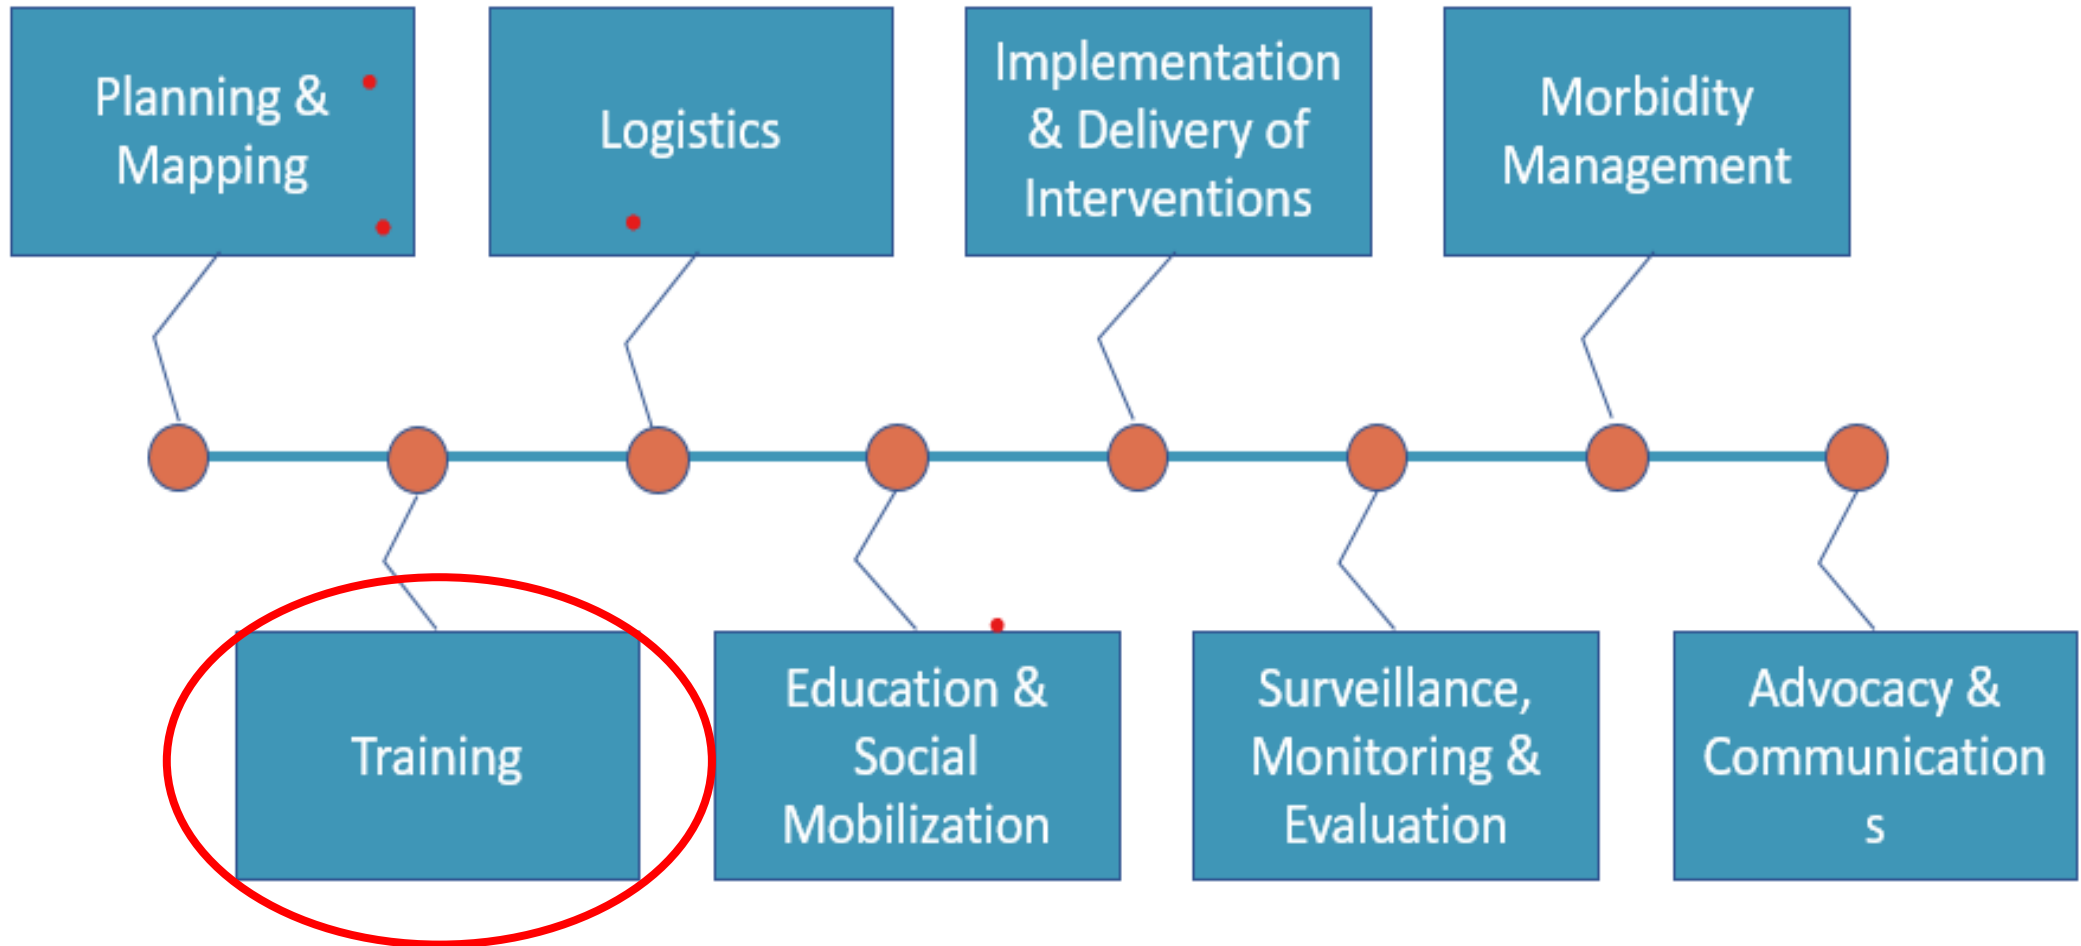 Planning &
Mapping
Logistics
Implementation
& Delivery of
Interventions
Morbidity
Management
Training
Education &
Social
Mobilization
Surveillance,
Monitoring &
Evaluation
Advocacy &
Communication
s